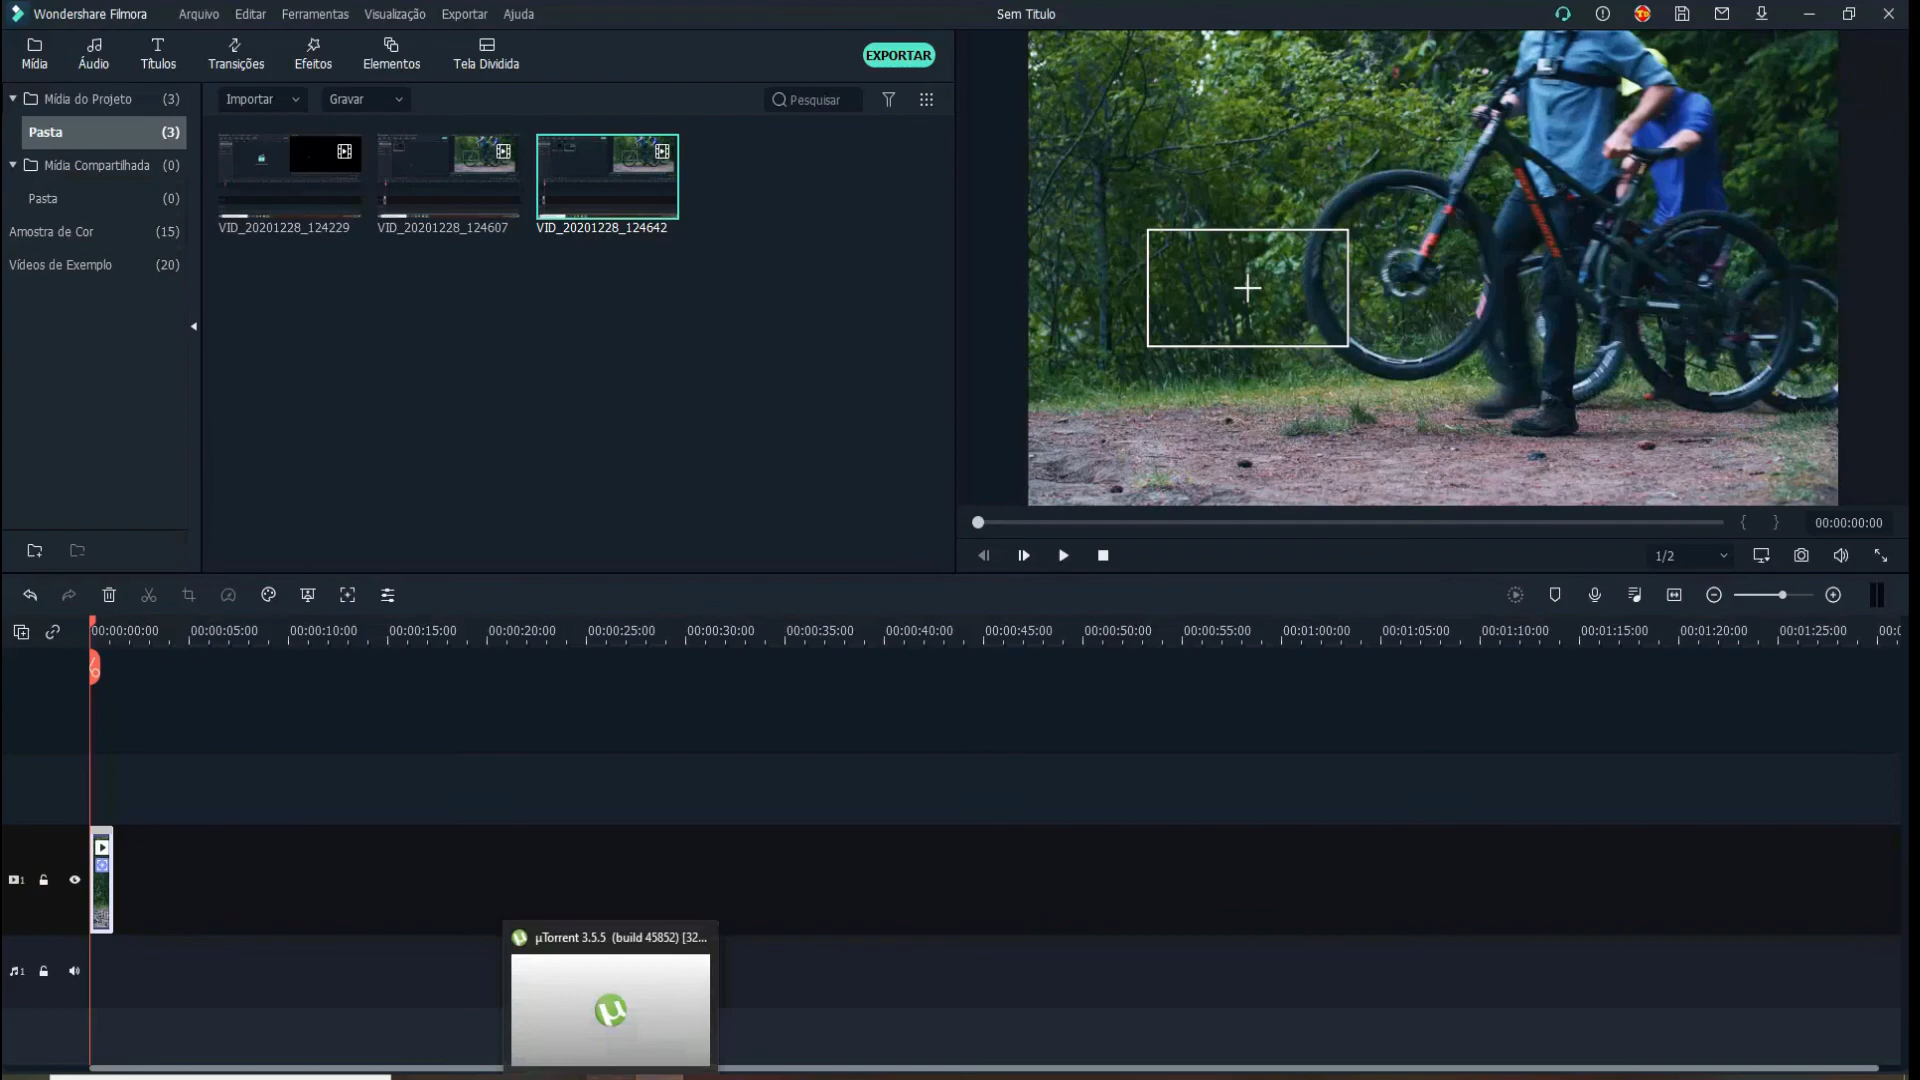 Wondershare Filmora Arquivo Editar Ferramentas Visualização Exportar Ajuda Sem Titulo
Mídia Áudio Títulos Transições Efeitos Elementos Tela Dividida EXPORTAR
Mídia do Projeto (3)
Pasta (3)
Mídia Compartilhada (0)
Pasta (0)
Amostra de Cor (15)
Vídeos de Exemplo (20)
Importar Gravar Pesquisar
VID_20201228_124229 VID_20201228_124607 VID_20201228_124642
{ } 00:00:00:00
1/2
00:00:00:00 00:00:05:00 00:00:10:00 00:00:15:00 00:00:20:00 00:00:25:00 00:00:30:00 00:00:35:00 00:00:40:00 00:00:45:00 00:00:50:00 00:00:55:00 00:01:00:00 00:01:05:00 00:01:10:00 00:01:15:00 00:01:20:00 00:01:25:00
1
1
µTorrent 3.5.5 (build 45852) [32...